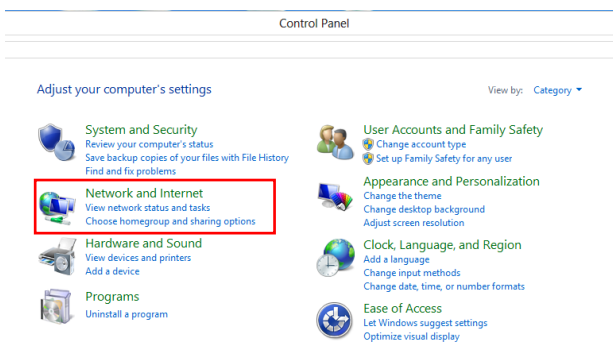 Control Panel
Adjust your computer's settings
View by: Category
System and Security
Review your computer's status
Save backup copies of your files with File History
Find and fix problems
Network and Internet
View network status and tasks
Choose homegroup and sharing options
Hardware and Sound
View devices and printers
Add a device
Programs
Uninstall a program
User Accounts and Family Safety
Change account type
Set up Family Safety for any user
Appearance and Personalization
Change the theme
Change desktop background
Adjust screen resolution
Clock, Language, and Region
Add a language
Change input methods
Change date, time, or number formats
Ease of Access
Let Windows suggest settings
Optimize visual display